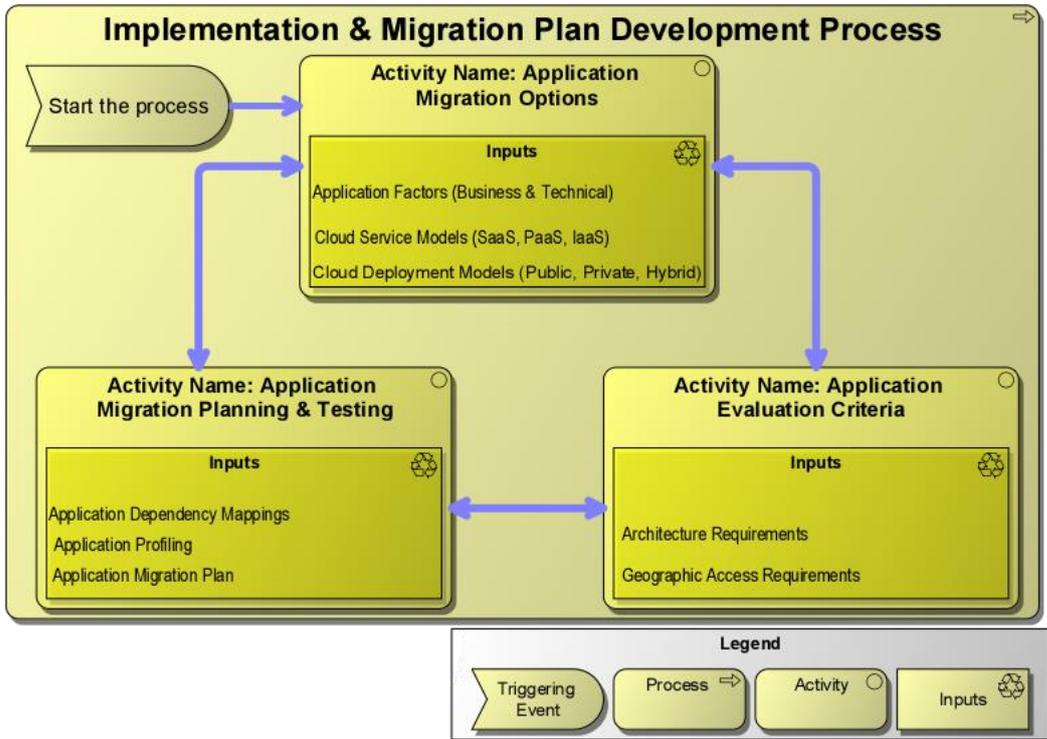 Implementation & Migration Plan Development Process
Start the process
Activity Name: Application
Migration Options
Inputs
Application Factors (Business & Technical)
Cloud Service Models (SaaS, PaaS, IaaS)
Cloud Deployment Models (Public, Private, Hybrid)
Activity Name: Application
Migration Planning & Testing
Inputs
Application Dependency Mappings
Application Profiling
Application Migration Plan
Activity Name: Application
Evaluation Criteria
Inputs
Architecture Requirements
Geographic Access Requirements
Legend
Triggering
Event
Process
Activity
Inputs